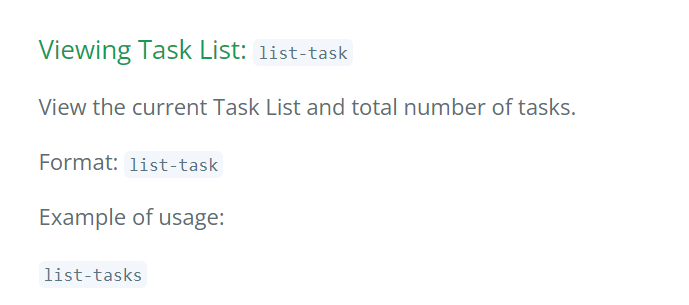 Viewing Task List: list-task
View the current Task List and total number of tasks.
Format: list-task
Example of usage:
list-tasks